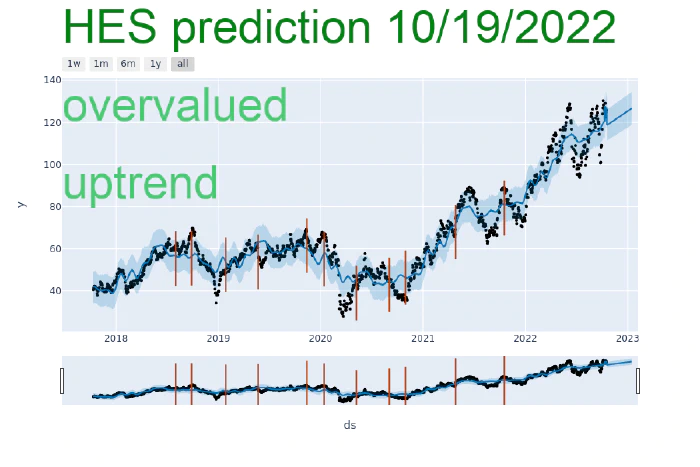 HES prediction 10/19/2022
1w 1m 6m 1y all
140
overvalued
120
100
uptrend
80
y
60
40
2018 2019 2020 2021 2022 2023
ds